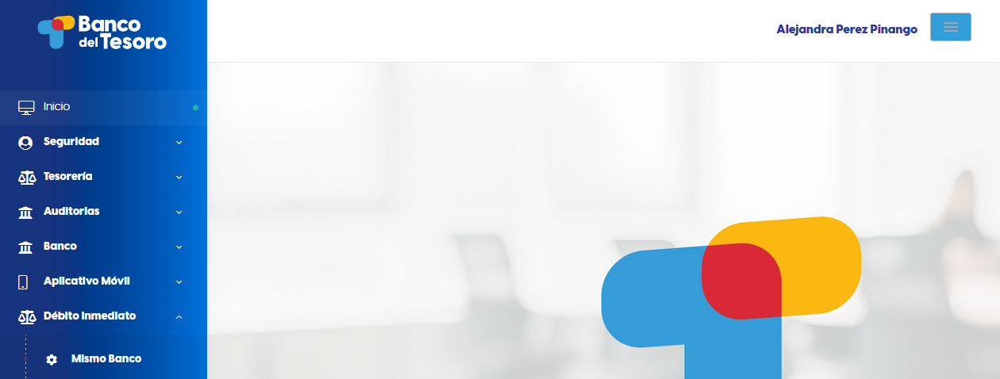 Banco
del Tesoro
Alejandra Perez Pinango
Inicio
Seguridad
Tesorería
Auditorias
Banco
Aplicativo Móvil
Débito Inmediato
Mismo Banco